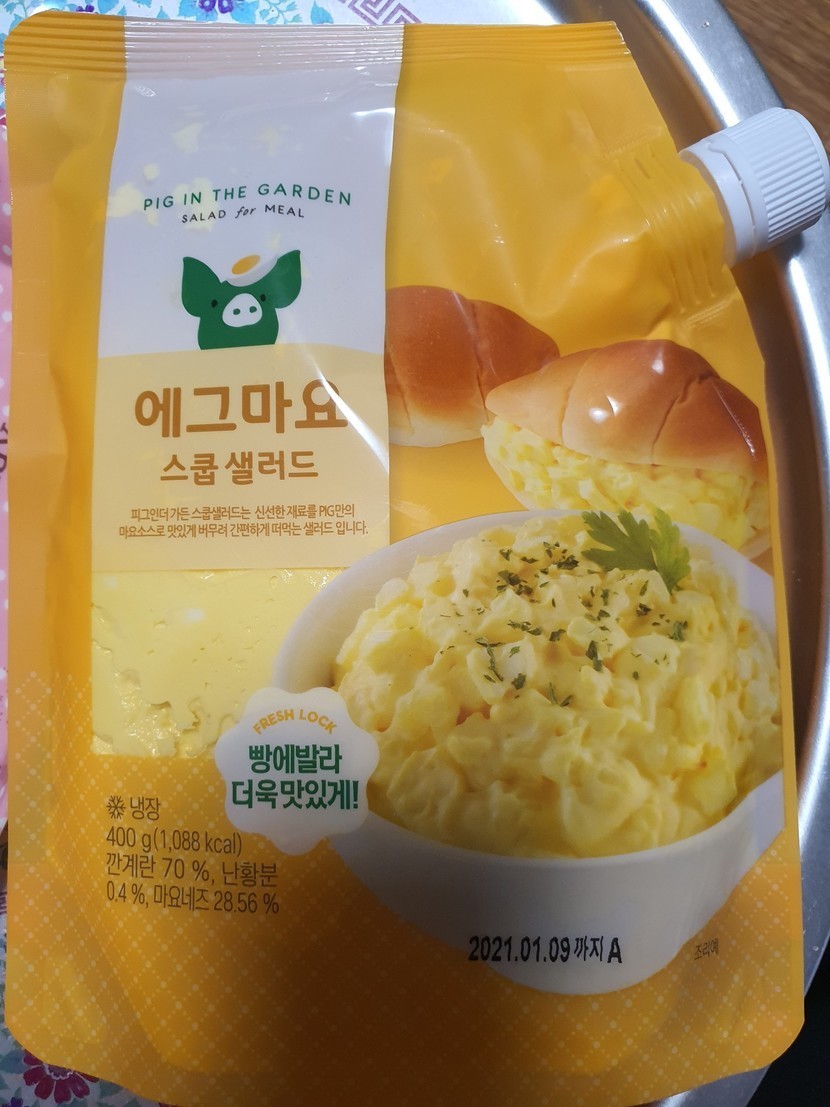 PIG IN THE GARDEN
SALAD for MEAL
에그마요
스쿱 샐러드
피그인더 가든 스쿱샐러드는 신선한 재료를 PIG만의
마요소스로 맛있게 버무려 간편하게 떠먹는 샐러드 입니다.
FRESH LOCK
빵에발라
더욱맛있게!
냉장
400 g(1,088 kcal)
깐계란 70 %, 난황분
0.4 %, 마요네즈 28.56 %
2021.01.09 까지 A
조리예